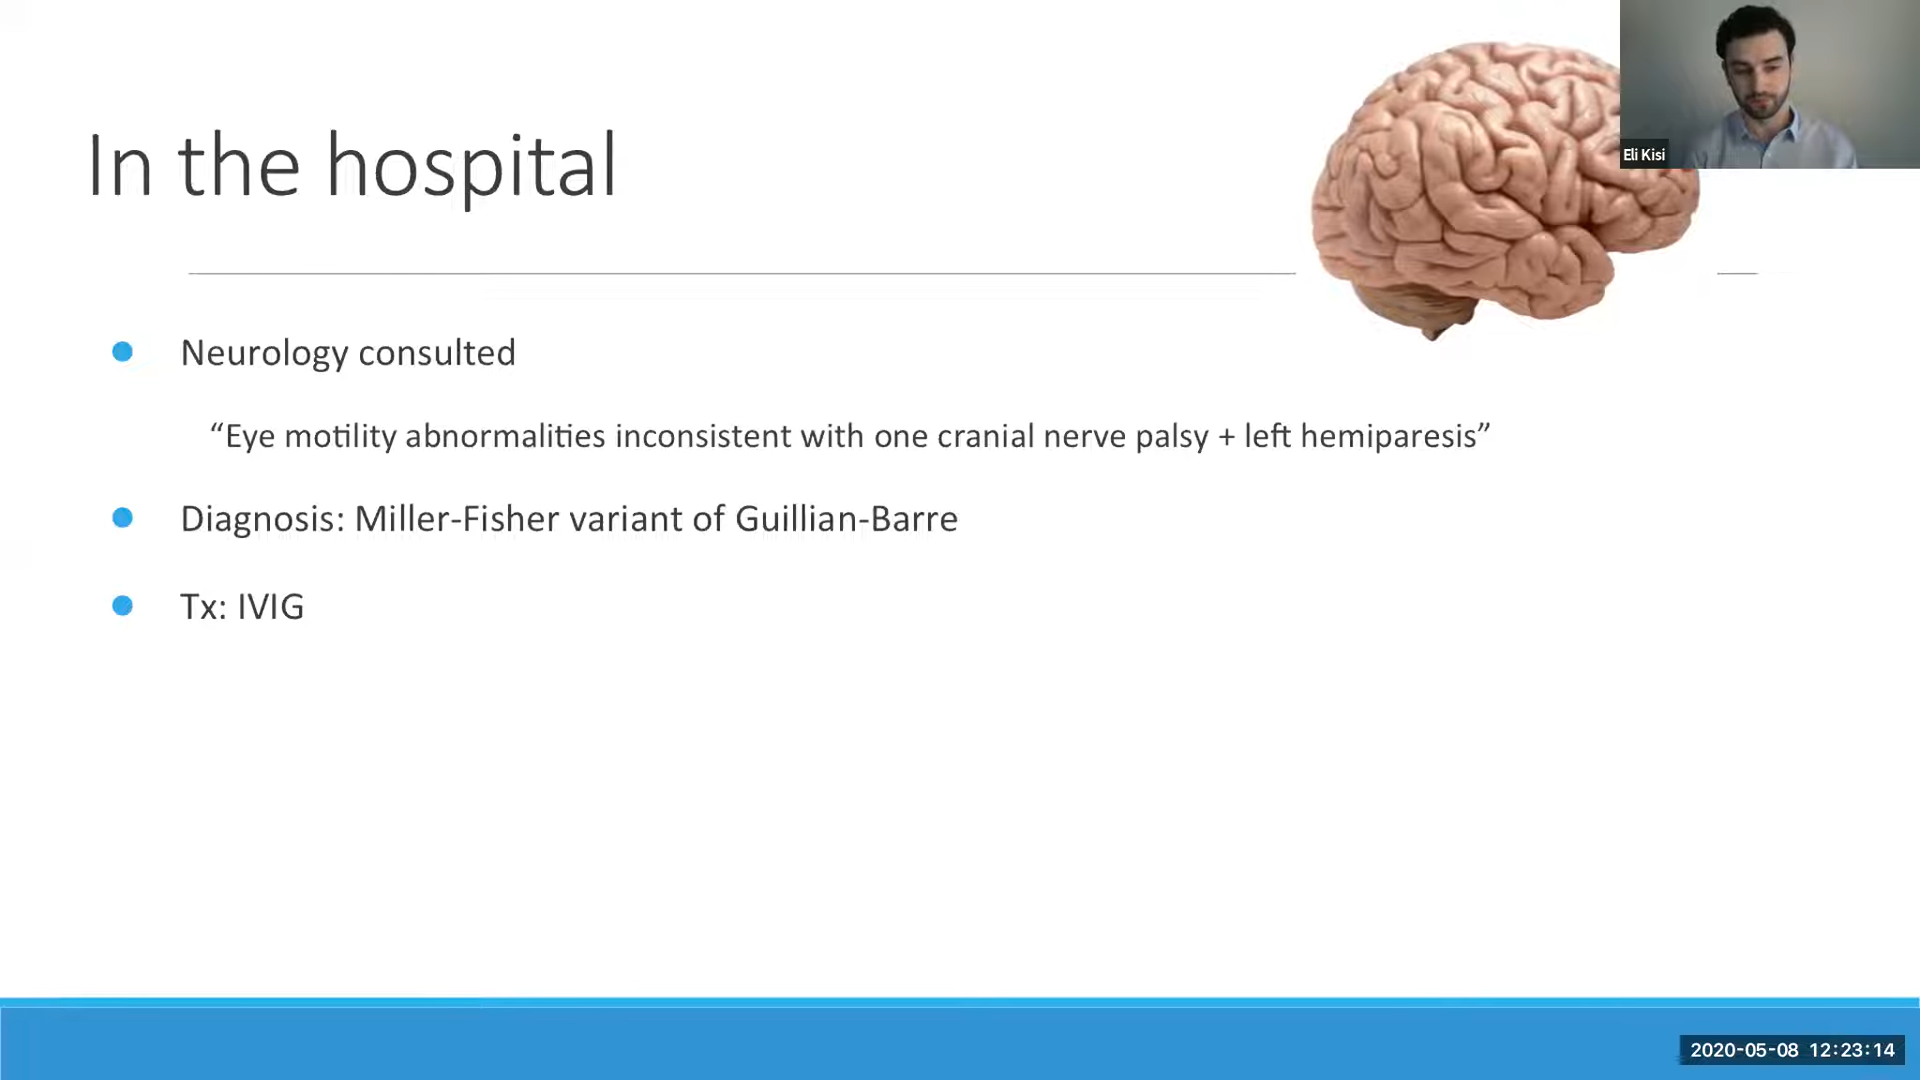 Eli Kisi
In the hospital
Neurology consulted
“Eye motility abnormalities inconsistent with one cranial nerve palsy + left hemiparesis”
Diagnosis: Miller-Fisher variant of Guillian-Barre
Tx: IVIG
2020-05-08 12:23:14